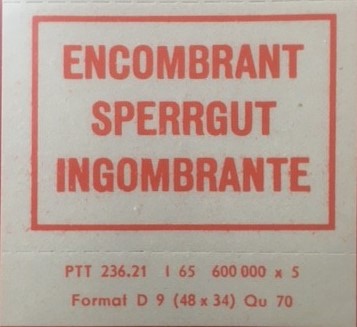 ENCOMBRANT
SPERRGUT
INGOMBRANTE
PTT 236.21 I 65 600 000 x 5
Format D 9 (48 x 34) Qu 70